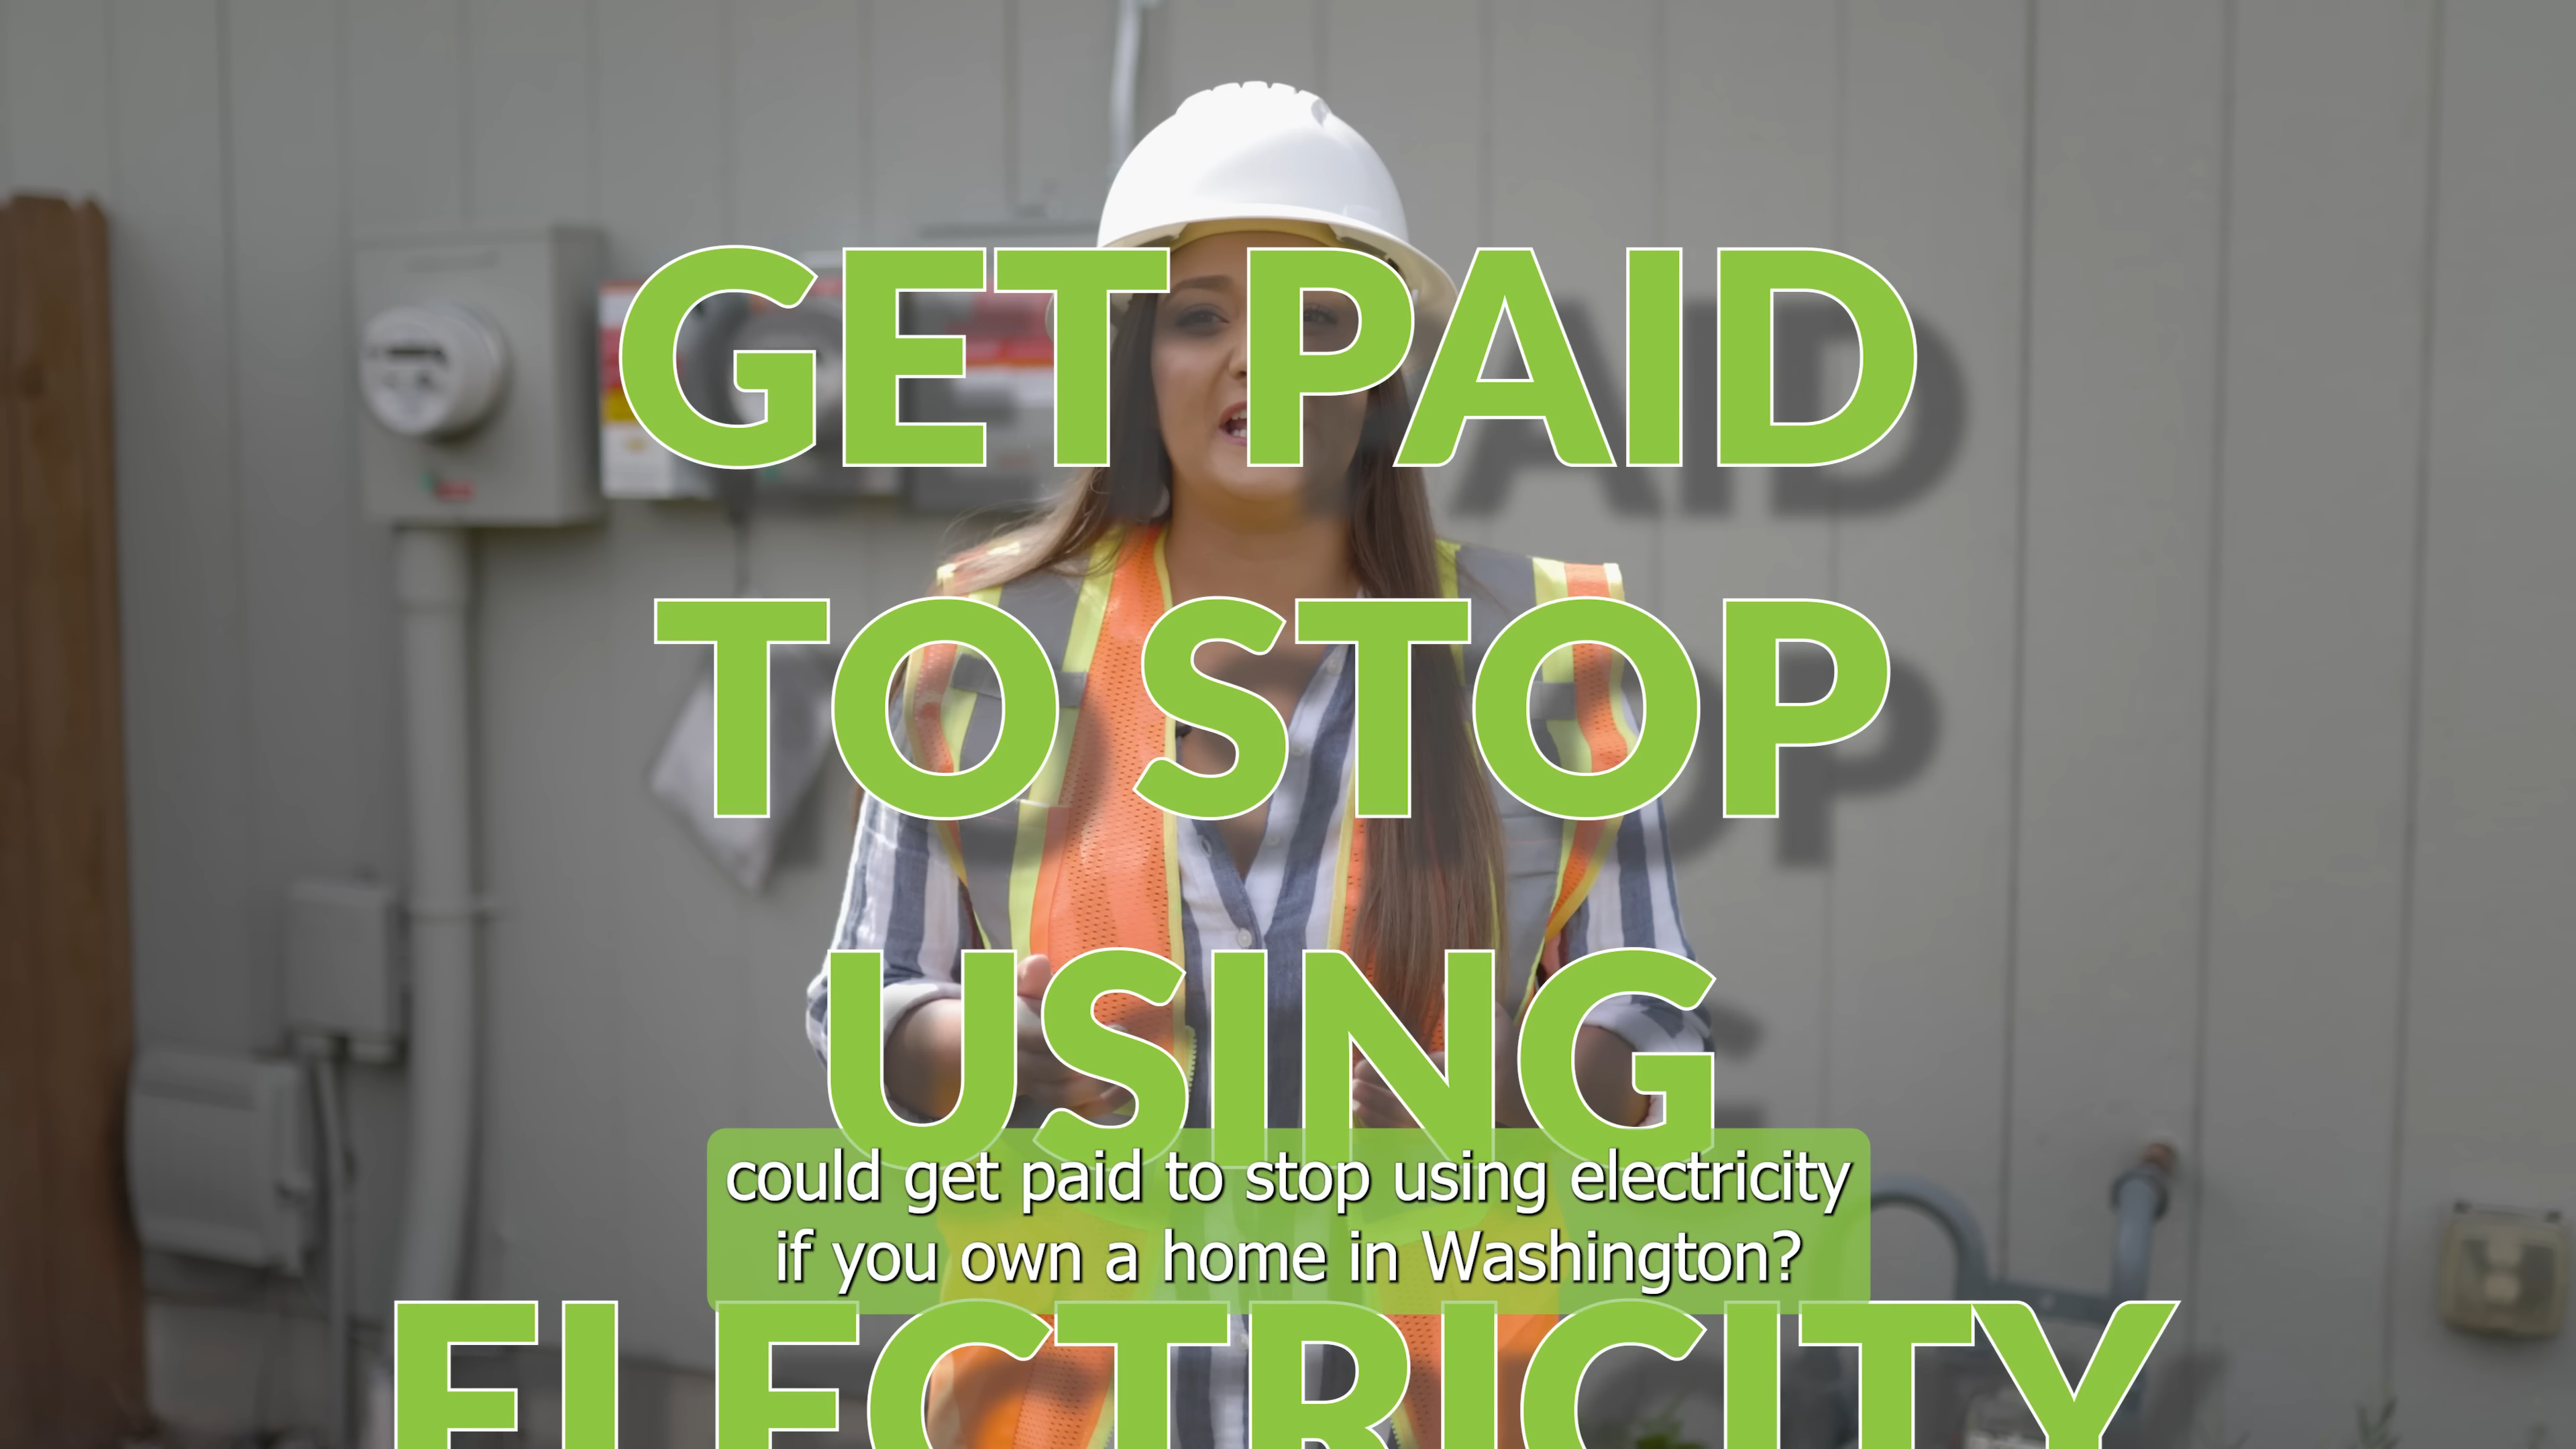 GET PAID
TO STOP
USING
could get paid to stop using electricity
if you own a home in Washington?
ELECTRICITY